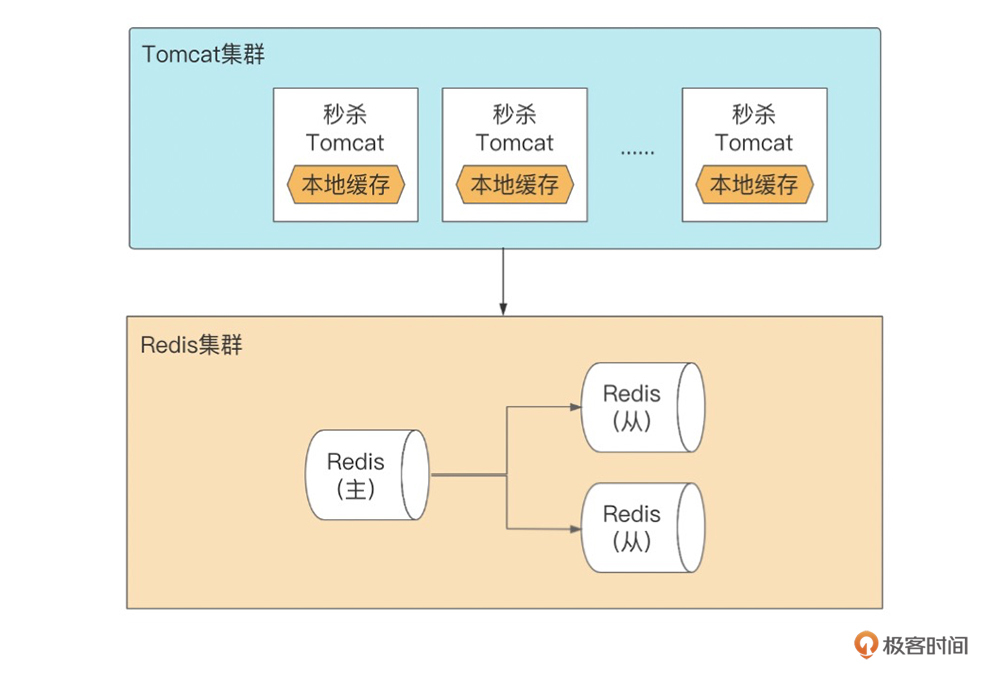 Tomcat集群
秒杀
Tomcat
本地缓存
秒杀
Tomcat
本地缓存
......
秒杀
Tomcat
本地缓存
Redis集群
Redis
(主)
Redis
(从)
Redis
(从)
极客时间